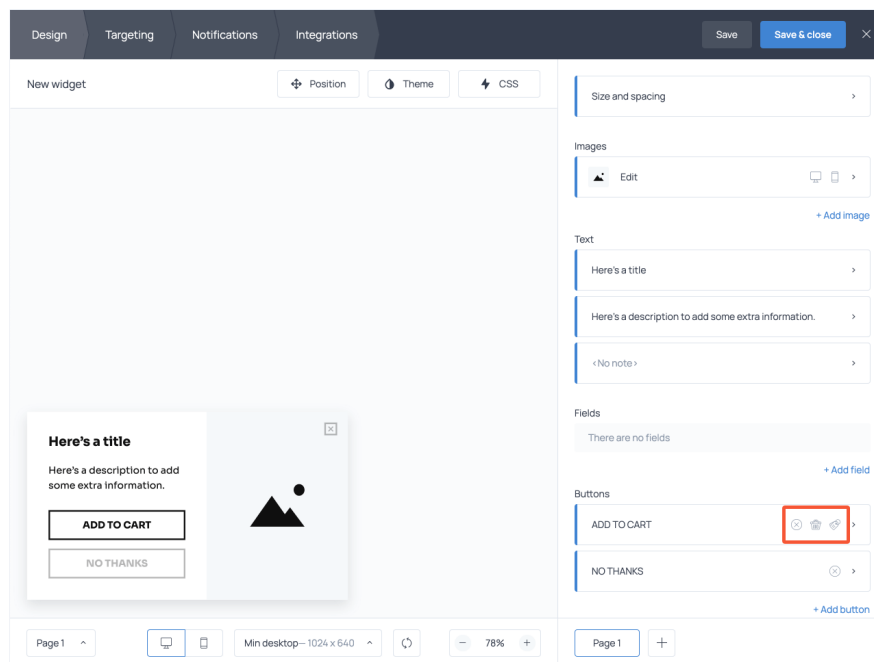 Design Targeting Notifications Integrations Save Save & close
New widget Position Theme CSS
Size and spacing
Images
Edit
+ Add image
Text
Here's a title
Here's a description to add some extra information.
<No note>
Fields
There are no fields
+ Add field
Buttons
ADD TO CART
NO THANKS
+ Add button
Here's a title
Here's a description to add
some extra information.
ADD TO CART
NO THANKS
Page 1 Min desktop— 1024 x 640 78% Page 1